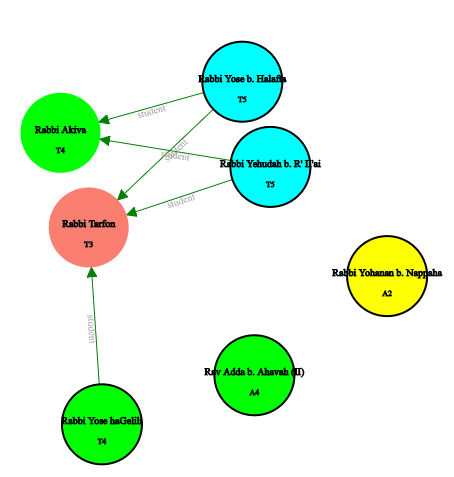 Rabbi Yose b. Halafta
T5
student
Rabbi Akiva
T4
student
student
Rabbi Yehudah b. R' I'ai
T5
student
Rabbi Tarfon
T3
Rabbi Yohanan b. Nappaha
A2
student
Rav Adda b. Ahavah (II)
A4
Rabbi Yose haGelili
T4